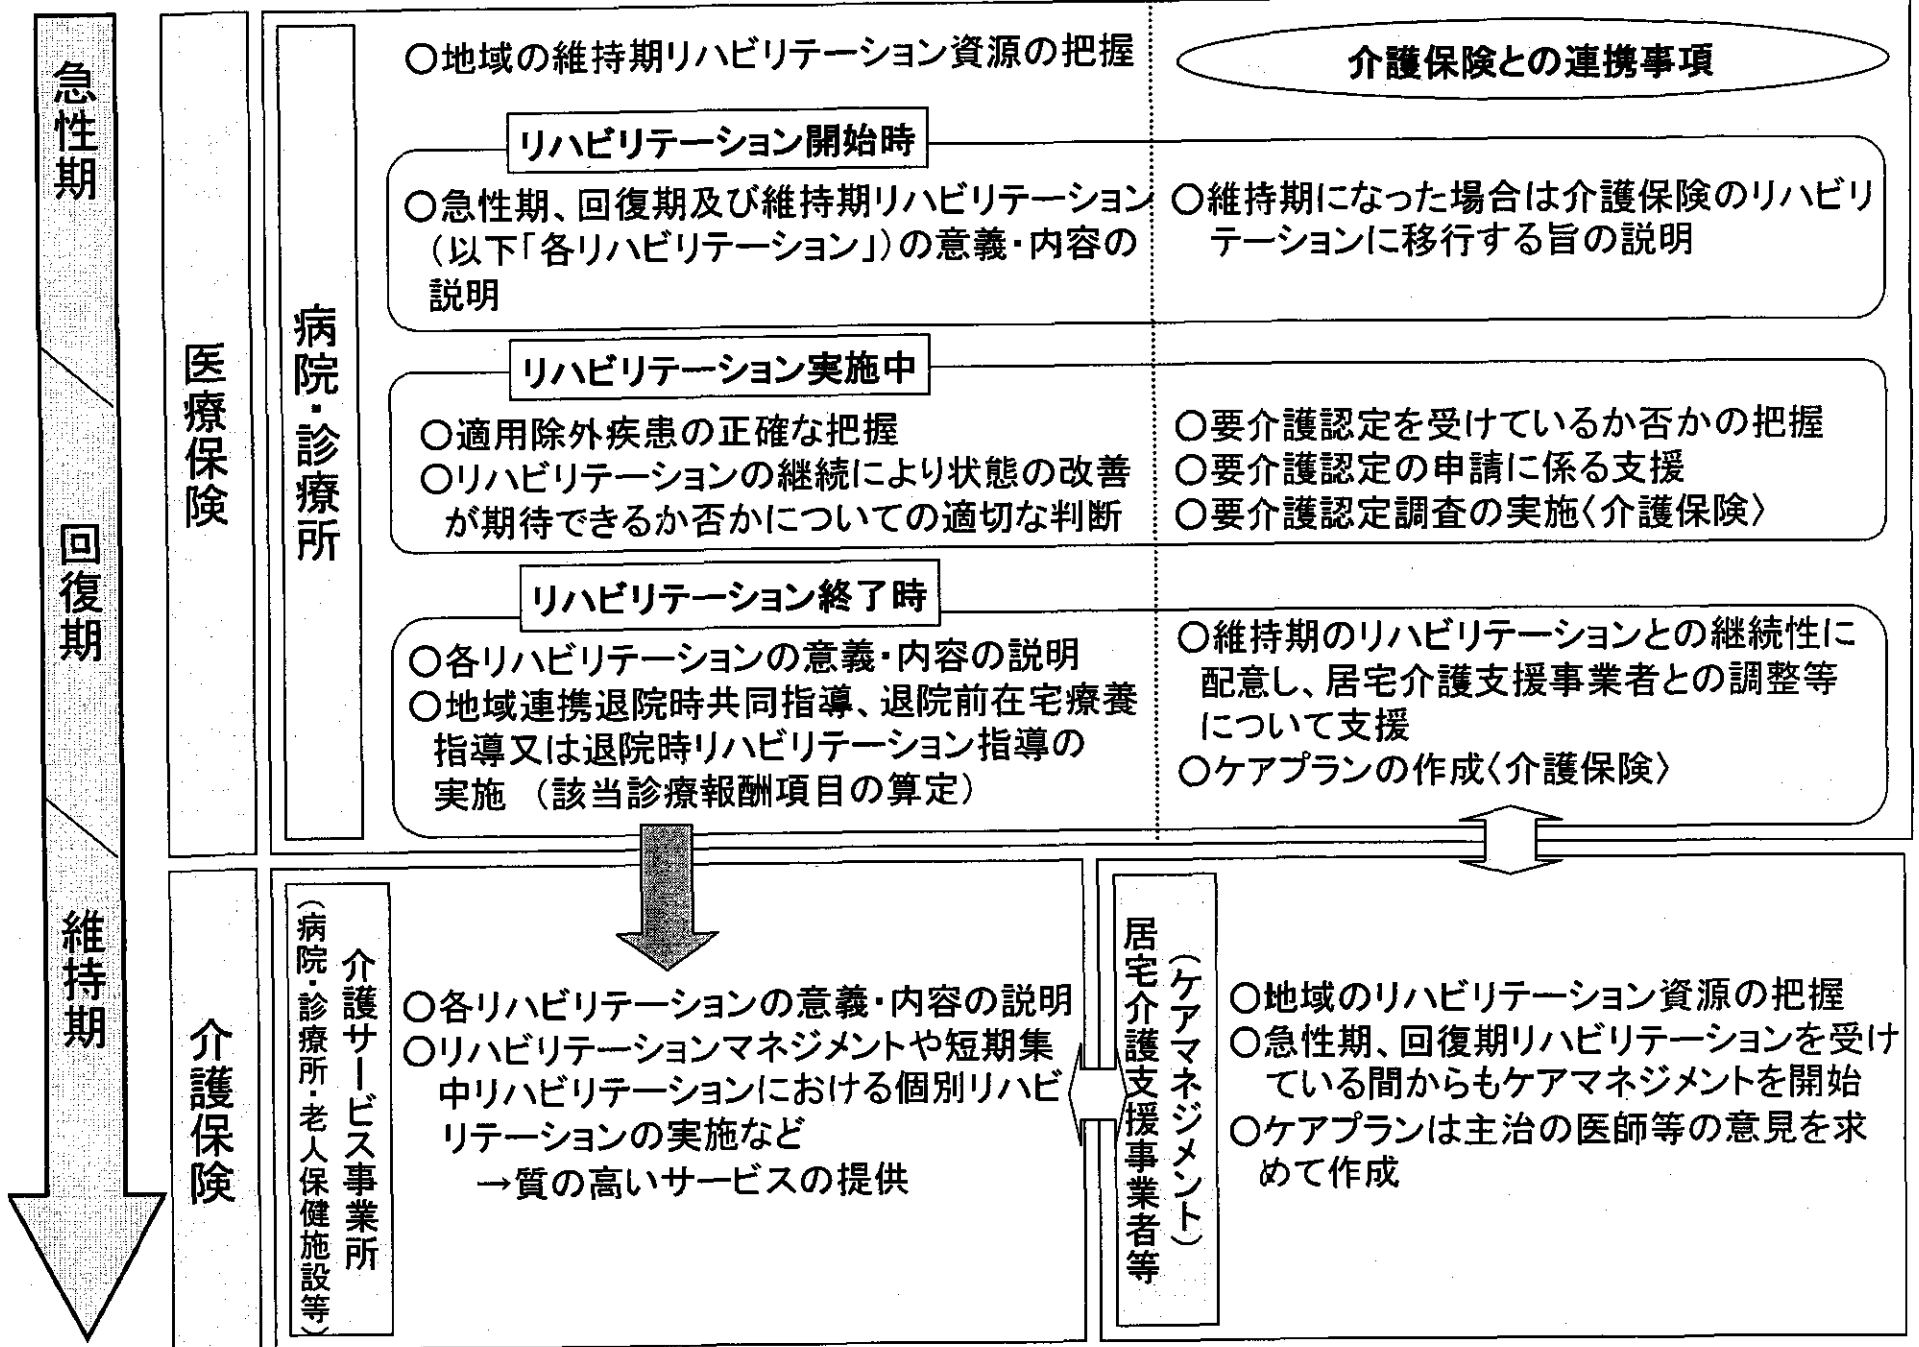 急性期
回復期
維持期
医療保険
病院・診療所
○地域の維持期リハビリテーション資源の把握
介護保険との連携事項
リハビリテーション開始時
○急性期、回復期及び維持期リハビリテーション
(以下「各リハビリテーション」)の意義・内容の
説明
○維持期になった場合は介護保険のリハビリ
テーションに移行する旨の説明
リハビリテーション実施中
○適用除外疾患の正確な把握
○リハビリテーションの継続により状態の改善
が期待できるか否かについての適切な判断
○要介護認定を受けているか否かの把握
○要介護認定の申請に係る支援
○要介護認定調査の実施〈介護保険〉
リハビリテーション終了時
○各リハビリテーションの意義・内容の説明
○地域連携退院時共同指導、退院前在宅療養
指導又は退院時リハビリテーション指導の
実施 (該当診療報酬項目の算定)
○維持期のリハビリテーションとの継続性に
配意し、居宅介護支援事業者との調整等
について支援
○ケアプランの作成〈介護保険〉
介護保険
介護サービス事業所
(病院・診療所・老人保健施設等)
○各リハビリテーションの意義・内容の説明
○リハビリテーションマネジメントや短期集
中リハビリテーションにおける個別リハビ
リテーションの実施など
→質の高いサービスの提供
(ケアマネジメント)
居宅介護支援事業者等
○地域のリハビリテーション資源の把握
○急性期、回復期リハビリテーションを受け
ている間からもケアマネジメントを開始
○ケアプランは主治の医師等の意見を求
めて作成